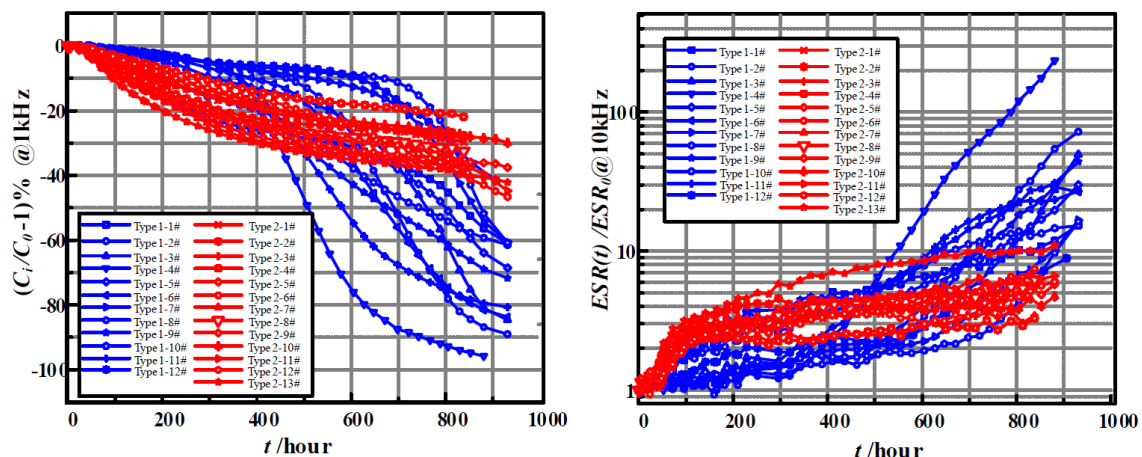 (Ci/C0-1)% @1kHz
0
-20
-40
-60
-80
-100
Type 1-1#
Type 1-2#
Type 1-3#
Type 1-4#
Type 1-5#
Type 1-6#
Type 1-7#
Type 1-8#
Type 1-9#
Type 1-10#
Type 1-11#
Type 1-12#
Type 2-1#
Type 2-2#
Type 2-3#
Type 2-4#
Type 2-5#
Type 2-6#
Type 2-7#
Type 2-8#
Type 2-9#
Type 2-10#
Type 2-11#
Type 2-12#
Type 2-13#
0 200 400 600 800 1000
t /hour
ESR(t) /ESR0@10kHz
100
10
1
Type 1-1#
Type 1-2#
Type 1-3#
Type 1-4#
Type 1-5#
Type 1-6#
Type 1-7#
Type 1-8#
Type 1-9#
Type 1-10#
Type 1-11#
Type 1-12#
Type 2-1#
Type 2-2#
Type 2-3#
Type 2-4#
Type 2-5#
Type 2-6#
Type 2-7#
Type 2-8#
Type 2-9#
Type 2-10#
Type 2-11#
Type 2-12#
Type 2-13#
0 200 400 600 800 1000
t /hour